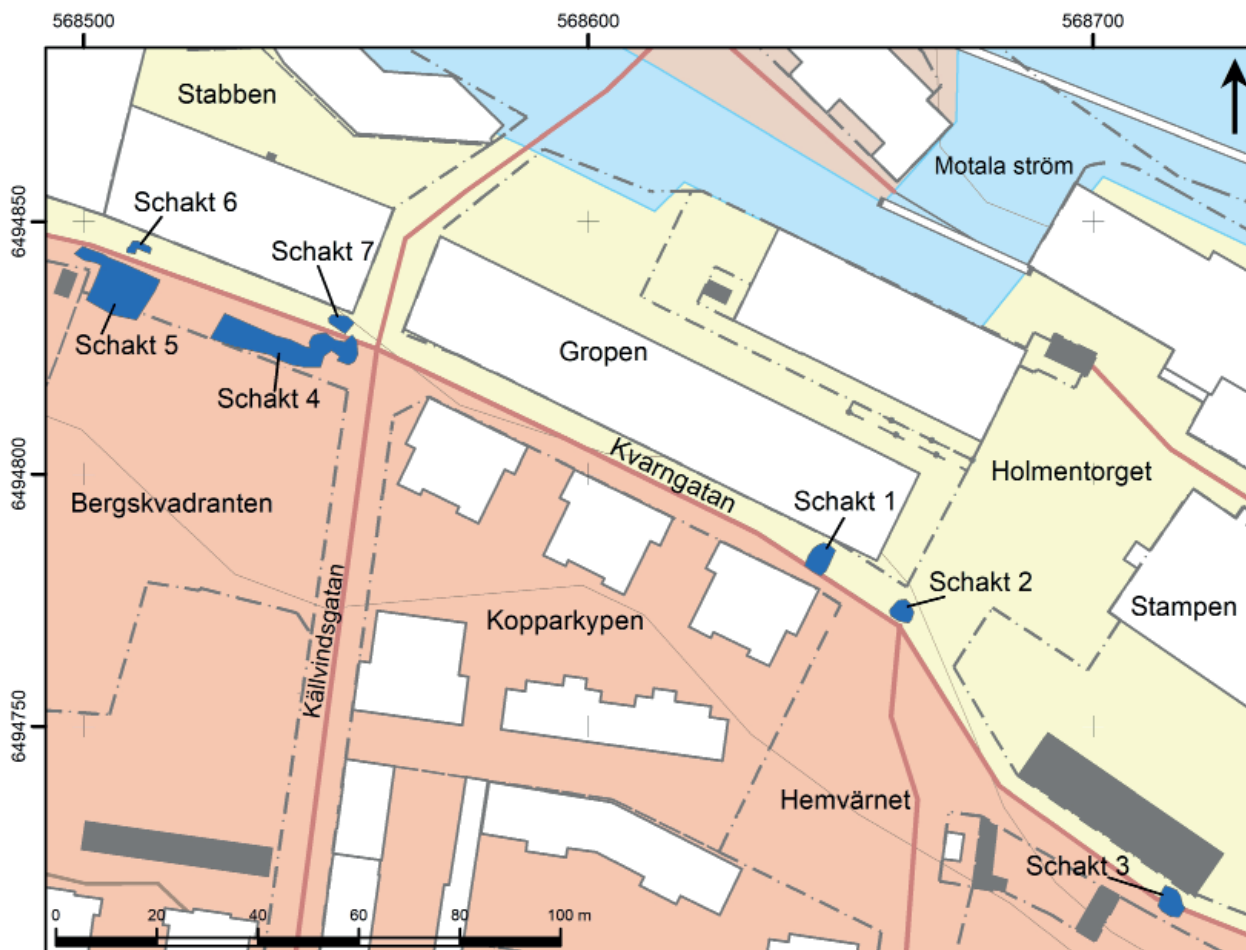 568500
568600
568700
Stabben
Motala ström
6494850
Schakt 6
Schakt 7
Schakt 5
Gropen
Schakt 4
6494800
Kvarngatan
Holmentorget
Bergskvadranten
Schakt 1
Schakt 2
Källvindsgatan
Kopparkypen
Stampen
6494750
Hemvärnet
Schakt 3
0 20 40 60 80 100 m